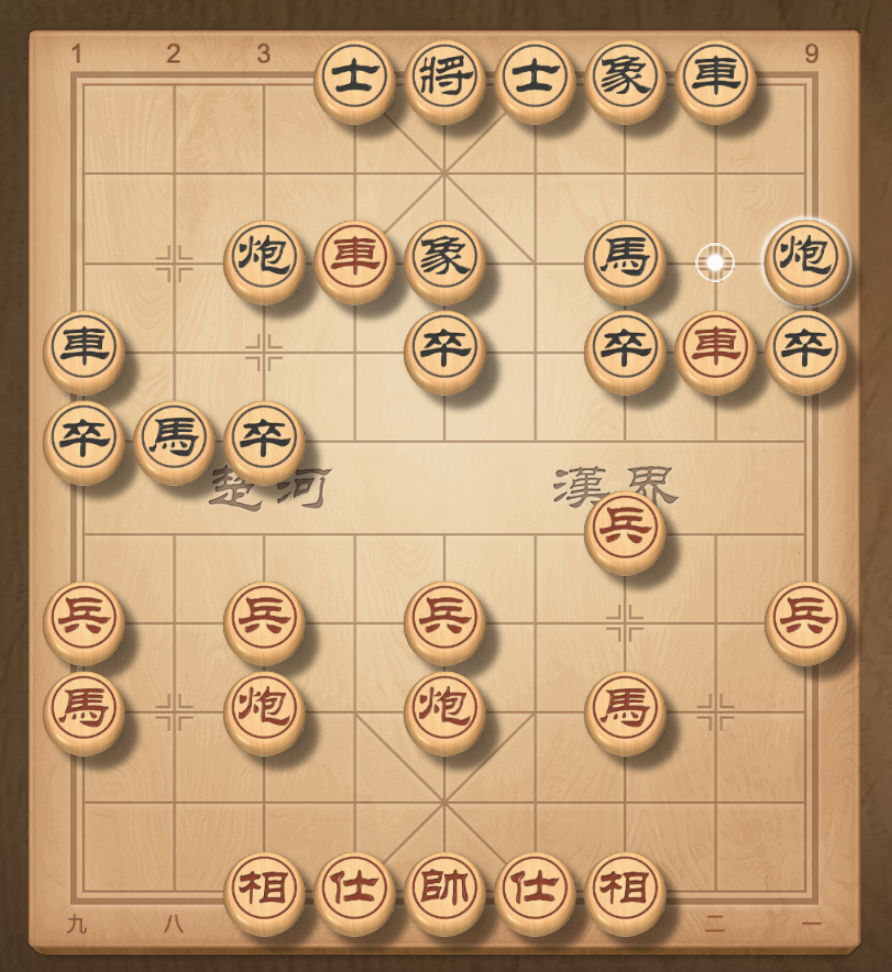 1 2 3 9
士 將 士 象 車
炮 車 象 馬 炮
車 卒 卒 車 卒
卒 馬 卒
楚 河 漢 界
兵
兵 兵 兵 兵
馬 炮 炮 馬
相 仕 帥 仕 相
九 八 二 一